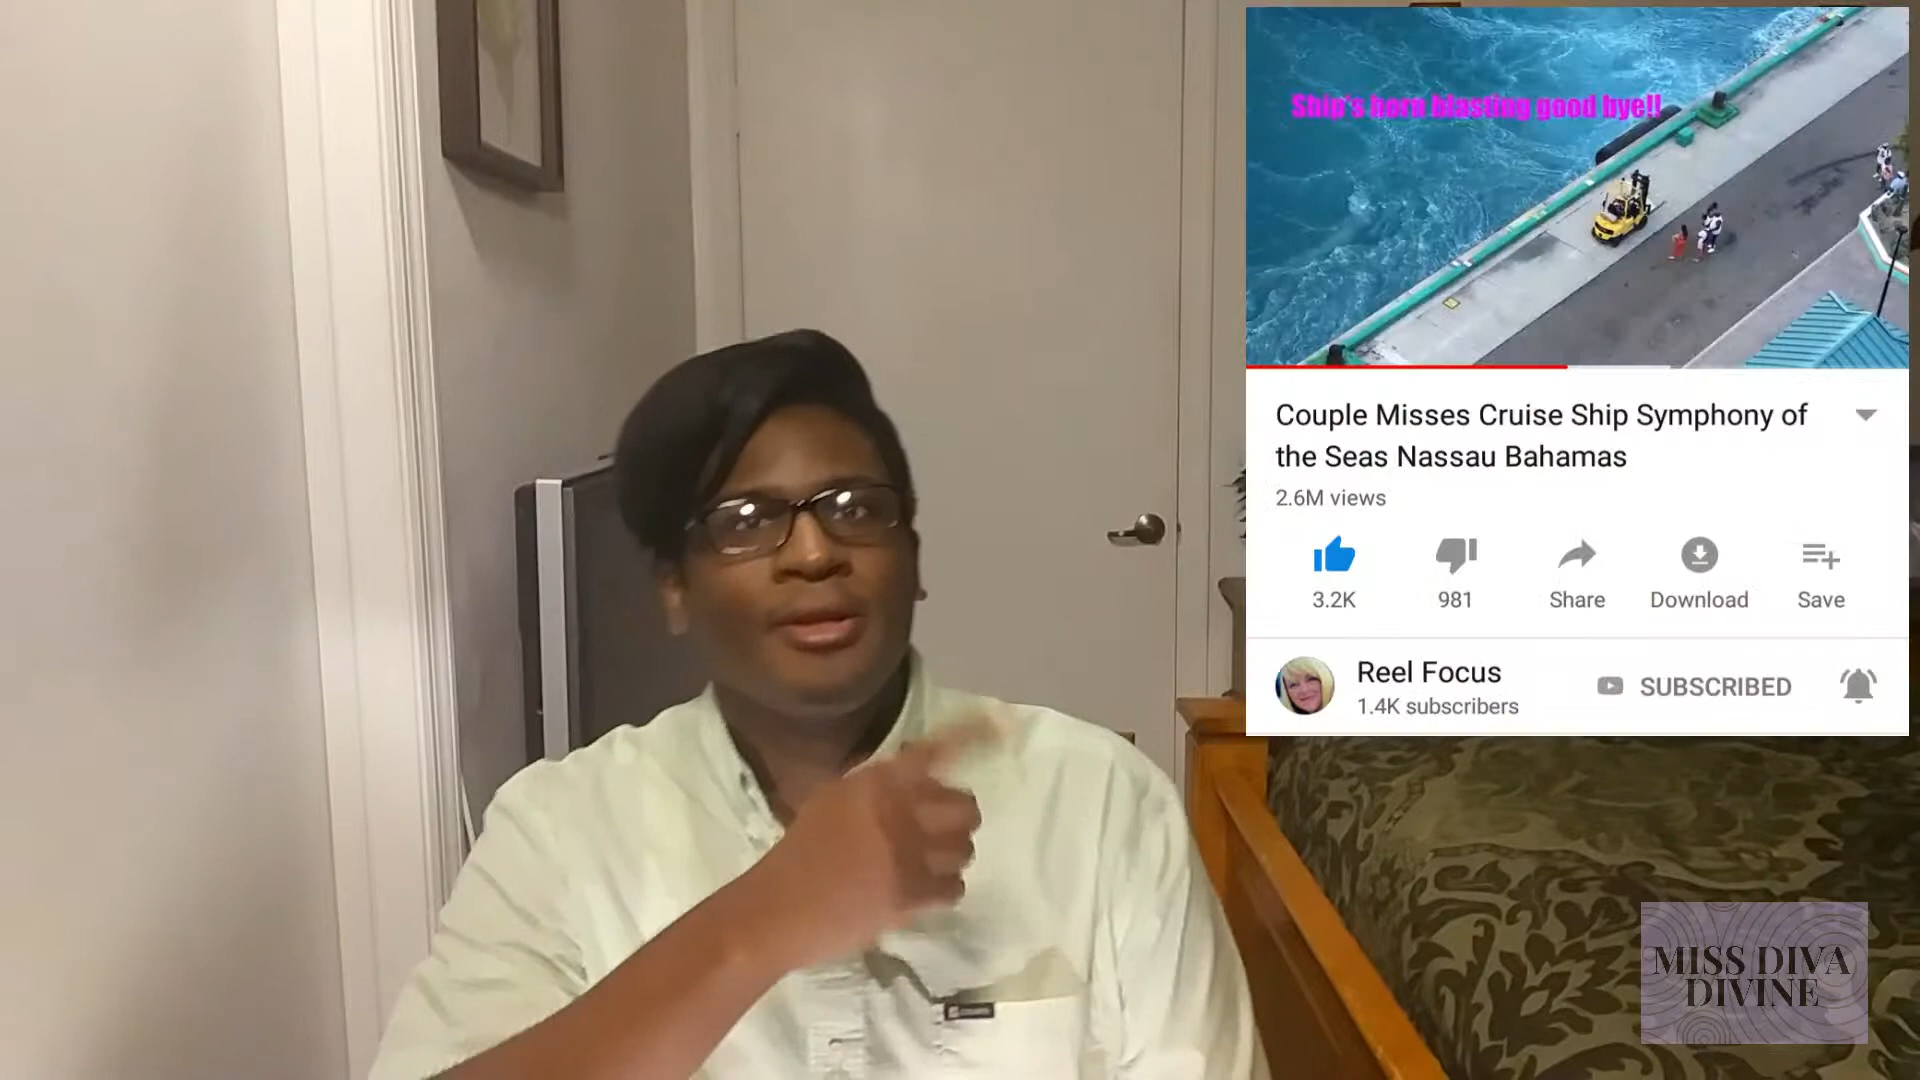 Ship's horn blasting good bye!!
Couple Misses Cruise Ship Symphony of
the Seas Nassau Bahamas
2.6M views
3.2K
981
Share
Download
Save
Reel Focus
1.4K subscribers
SUBSCRIBED
MISS DIVA
DIVINE